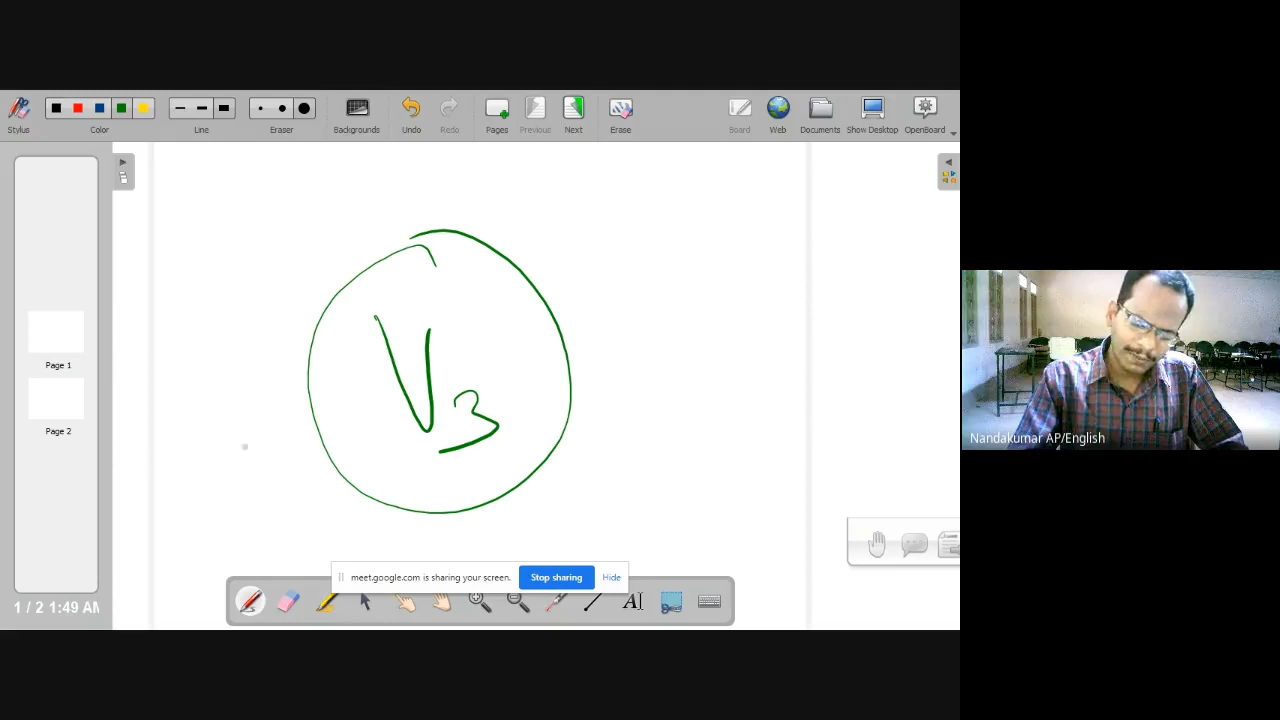 Stylus
Color
Line
Eraser
Backgrounds
Undo
Redo
Pages
Previous
Next
Erase
Board
Web
Documents
Show Desktop
OpenBoard
V3
Page 1
Page 2
Nandakumar AP/English
meet.google.com is sharing your screen.
Stop sharing
Hide
1 / 2 1:49 AM
A